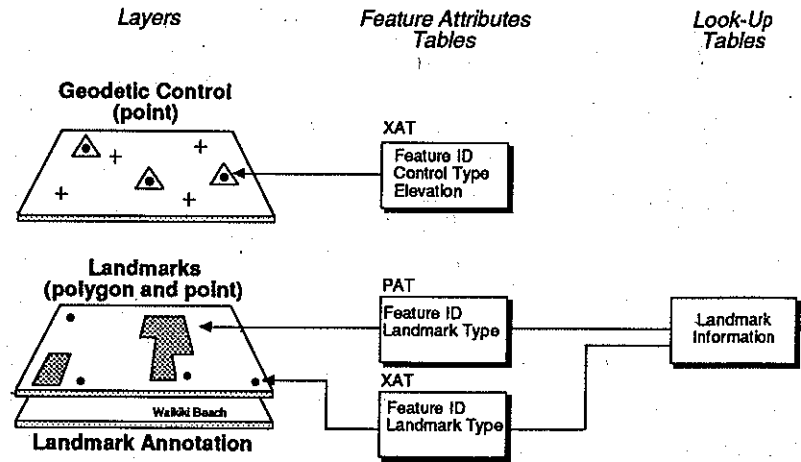 Layers
Feature Attributes
Tables
Look-Up
Tables
Geodetic Control
(point)
XAT
Feature ID
Control Type
Elevation
Landmarks
(polygon and point)
PAT
Feature ID
Landmark Type
Landmark
Information
XAT
Feature ID
Landmark Type
Waikiki Beach
Landmark Annotation